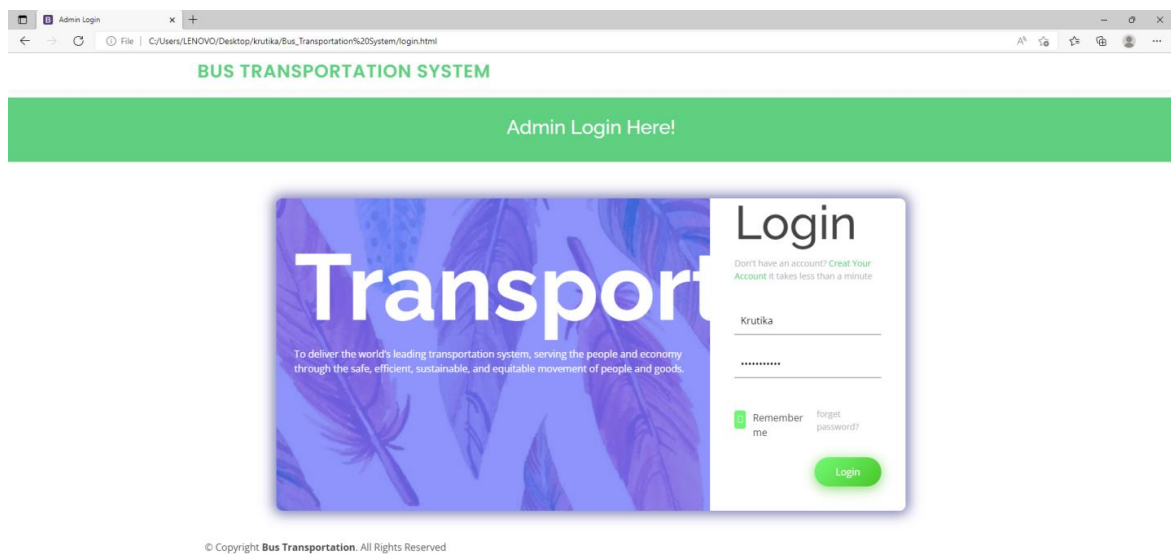 Admin Login
File | C:/Users/LENOVO/Desktop/krutika/Bus_Transportation%20System/login.html
BUS TRANSPORTATION SYSTEM
Admin Login Here!
Transport
To deliver the world's leading transportation system, serving the people and economy
through the safe, efficient, sustainable, and equitable movement of people and goods.
Login
Don't have an account? Creat Your
Account it takes less than a minute
Krutika
•••••••••••
Remember
me
forget
password?
Login
© Copyright Bus Transportation. All Rights Reserved